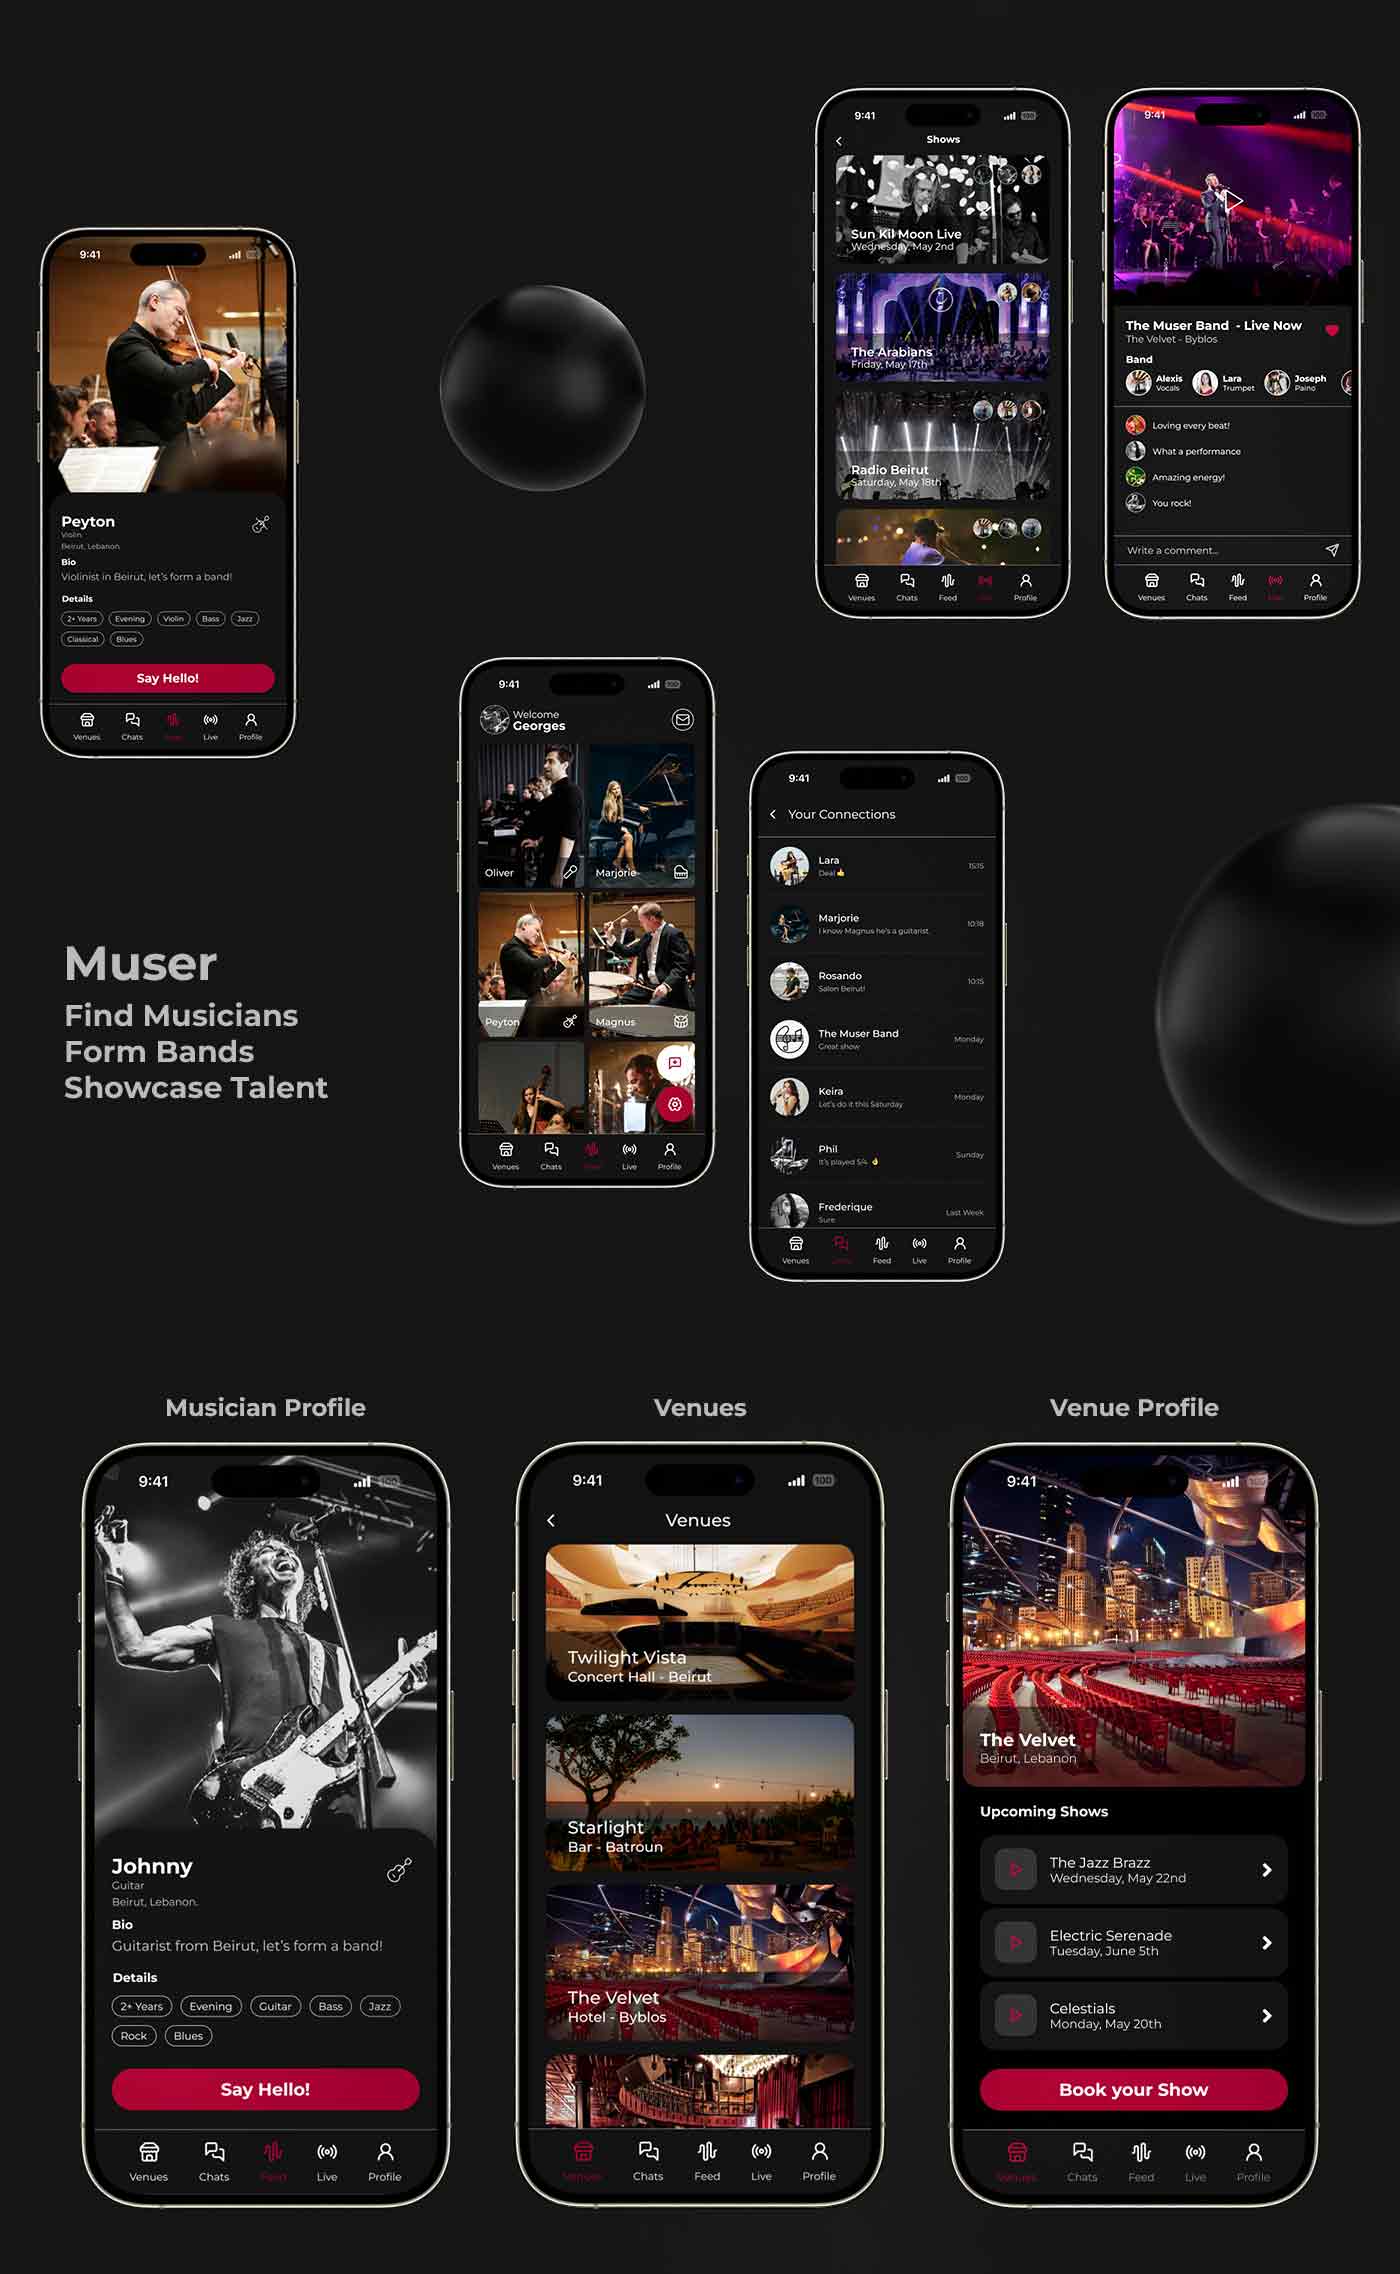 9:41
100
Peyton
Violin
Beirut, Lebanon.
Bio
Violinist in Beirut, let's form a band!
Details
2+ Years
Evening
Violin
Bass
Jazz
Classical
Blues
Say Hello!
Venues
Chats
Feed
Live
Profile
9:41
100
Shows
Sun Kil Moon Live
Wednesday, May 2nd
The Arabians
Friday, May 17th
Radio Beirut
Saturday, May 18th
Venues
Chats
Feed
Live
Profile
9:41
100
The Muser Band - Live Now
The Velvet - Byblos
Band
Alexis
Vocals
Lara
Trumpet
Joseph
Paino
Loving every beat!
What a performance
Amazing energy!
You rock!
Write a comment...
Venues
Chats
Feed
Live
Profile
9:41
100
Welcome
Georges
Oliver
Marjorie
Peyton
Magnus
Venues
Chats
Feed
Live
Profile
9:41
100
Your Connections
Lara
15:15
Deal 👍
Marjorie
10:18
I know Magnus he's a guitarist.
Rosando
10:15
Salon Beirut!
The Muser Band
Monday
Great show
Keira
Monday
Let's do it this Saturday
Phil
Sunday
It's played 5/4 👌
Frederique
Last Week
Sure
Venues
Chats
Feed
Live
Profile
Muser
Find Musicians
Form Bands
Showcase Talent
Musician Profile
9:41
100
Johnny
Guitar
Beirut, Lebanon.
Bio
Guitarist from Beirut, let's form a band!
Details
2+ Years
Evening
Guitar
Bass
Jazz
Rock
Blues
Say Hello!
Venues
Chats
Feed
Live
Profile
Venues
9:41
100
Venues
Twilight Vista
Concert Hall - Beirut
Starlight
Bar - Batroun
The Velvet
Hotel - Byblos
Venues
Chats
Feed
Live
Profile
Venue Profile
9:41
100
The Velvet
Beirut, Lebanon
Upcoming Shows
The Jazz Brazz
Wednesday, May 22nd
Electric Serenade
Tuesday, June 5th
Celestials
Monday, May 20th
Book your Show
Venues
Chats
Feed
Live
Profile